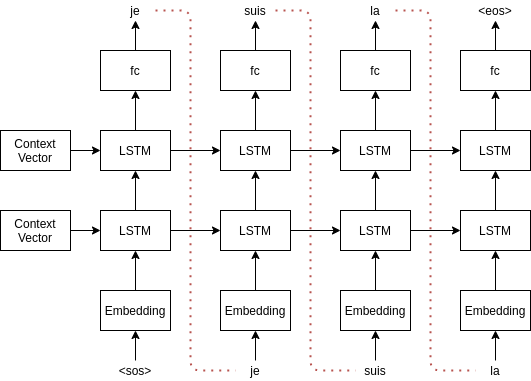 je suis la <eos>
fc fc fc fc
Context
Vector
LSTM LSTM LSTM LSTM
Context
Vector
LSTM LSTM LSTM LSTM
Embedding Embedding Embedding Embedding
<sos> je suis la